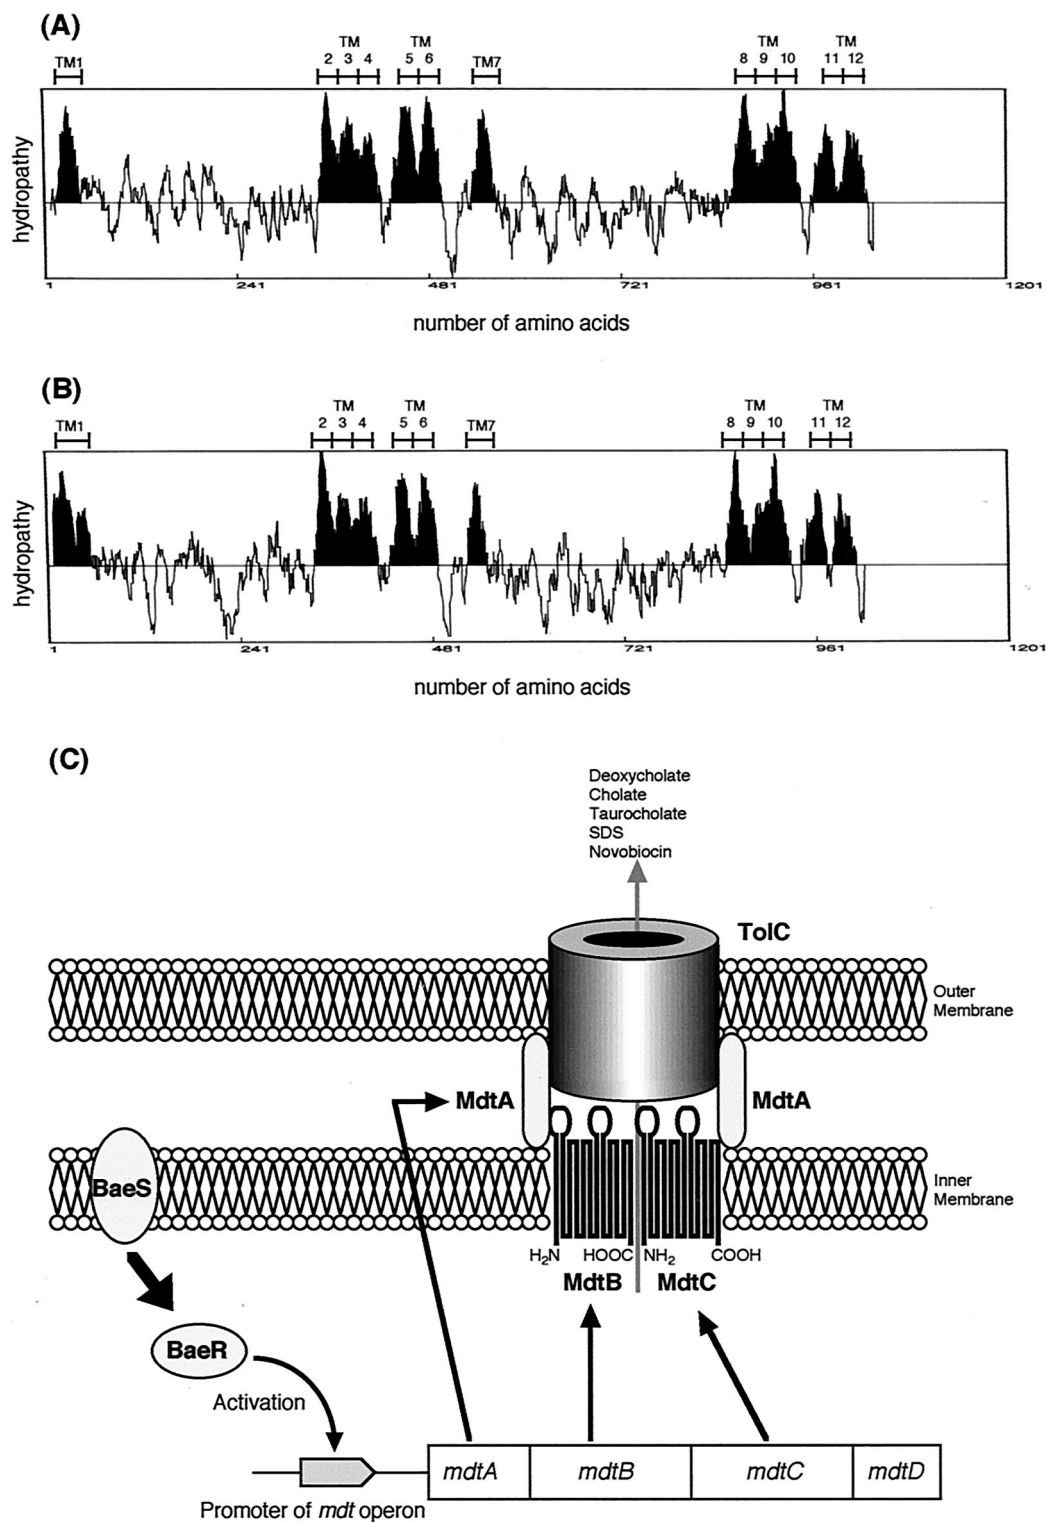 (A)
TM1
TM
2 3 4
TM
5 6
TM7
TM
8 9 10
TM
11 12
hydropathy
1 241 481 721 961 1201
number of amino acids
(B)
TM1
TM
2 3 4
TM
5 6
TM7
TM
8 9 10
TM
11 12
hydropathy
1 241 481 721 961 1201
number of amino acids
(C)
Deoxycholate
Cholate
Taurocholate
SDS
Novobiocin
TolC
Outer
Membrane
MdtA
MdtA
BaeS
Inner
Membrane
H2N HOOC NH2 COOH
MdtB MdtC
BaeR
Activation
mdtA mdtB mdtC mdtD
Promoter of mdt operon